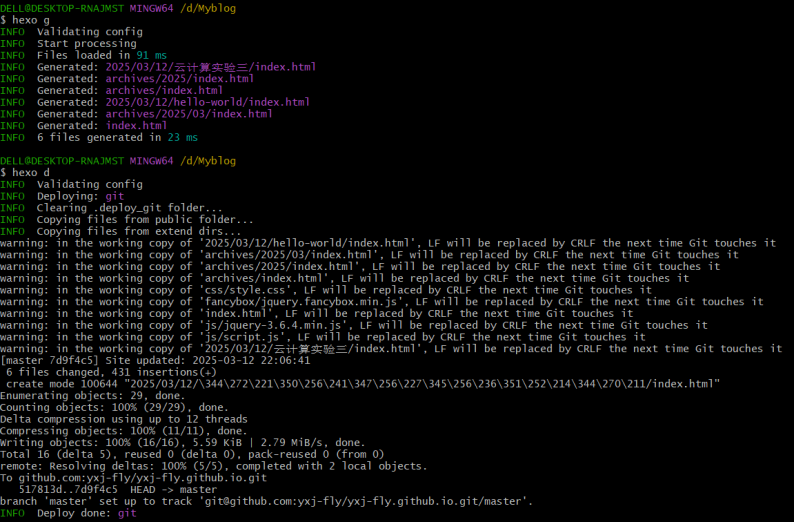 DELL@DESKTOP-RNAJMST MINGW64 /d/Myblog
$ hexo g
INFO  Validating config
INFO  Start processing
INFO  Files loaded in 91 ms
INFO  Generated: 2025/03/12/云计算实验三/index.html
INFO  Generated: archives/2025/index.html
INFO  Generated: archives/index.html
INFO  Generated: 2025/03/12/hello-world/index.html
INFO  Generated: archives/2025/03/index.html
INFO  Generated: index.html
INFO  6 files generated in 23 ms
DELL@DESKTOP-RNAJMST MINGW64 /d/Myblog
$ hexo d
INFO  Validating config
INFO  Deploying: git
INFO  Clearing .deploy_git folder...
INFO  Copying files from public folder...
INFO  Copying files from extend dirs...
warning: in the working copy of '2025/03/12/hello-world/index.html', LF will be replaced by CRLF the next time Git touches it
warning: in the working copy of 'archives/2025/03/index.html', LF will be replaced by CRLF the next time Git touches it
warning: in the working copy of 'archives/2025/index.html', LF will be replaced by CRLF the next time Git touches it
warning: in the working copy of 'archives/index.html', LF will be replaced by CRLF the next time Git touches it
warning: in the working copy of 'css/style.css', LF will be replaced by CRLF the next time Git touches it
warning: in the working copy of 'fancybox/jquery.fancybox.min.js', LF will be replaced by CRLF the next time Git touches it
warning: in the working copy of 'index.html', LF will be replaced by CRLF the next time Git touches it
warning: in the working copy of 'js/jquery-3.6.4.min.js', LF will be replaced by CRLF the next time Git touches it
warning: in the working copy of 'js/script.js', LF will be replaced by CRLF the next time Git touches it
warning: in the working copy of '2025/03/12/云计算实验三/index.html', LF will be replaced by CRLF the next time Git touches it
[master 7d9f4c5] Site updated: 2025-03-12 22:06:41
 6 files changed, 431 insertions(+)
 create mode 100644 "2025/03/12/\344\272\221\350\256\241\347\256\227\345\256\236\351\252\214\344\270\211/index.html"
Enumerating objects: 29, done.
Counting objects: 100% (29/29), done.
Delta compression using up to 12 threads
Compressing objects: 100% (11/11), done.
Writing objects: 100% (16/16), 5.59 KiB | 2.79 MiB/s, done.
Total 16 (delta 5), reused 0 (delta 0), pack-reused 0 (from 0)
remote: Resolving deltas: 100% (5/5), completed with 2 local objects.
To github.com:yxj-fly/yxj-fly.github.io.git
   517813d..7d9f4c5  HEAD -> master
branch 'master' set up to track 'git@github.com:yxj-fly/yxj-fly.github.io.git/master'.
INFO  Deploy done: git